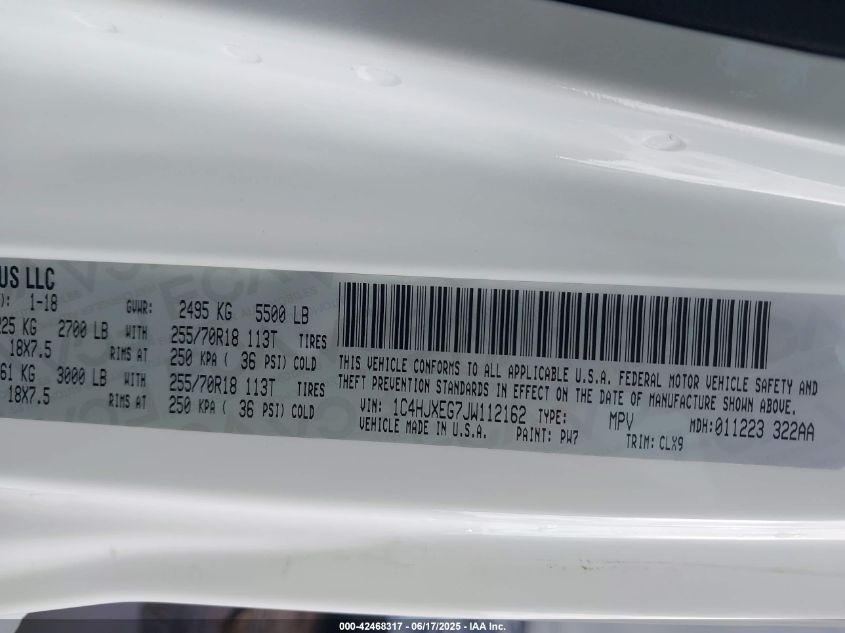 US LLC
): 1-18 GVWR: 2495 KG 5500 LB
225 KG 2700 LB WITH 255/70R18 113T TIRES
18X7.5 RIMS AT 250 KPA ( 36 PSI) COLD
61 KG 3000 LB WITH 255/70R18 113T TIRES
18X7.5 RIMS AT 250 KPA ( 36 PSI) COLD
THIS VEHICLE CONFORMS TO ALL APPLICABLE U.S.A. FEDERAL MOTOR VEHICLE SAFETY AND
THEFT PREVENTION STANDARDS IN EFFECT ON THE DATE OF MANUFACTURE SHOWN ABOVE.
VIN: 1C4HJXEG7JW112162 TYPE: MPV MDH:011223 322AA
VEHICLE MADE IN U.S.A. PAINT: PW7 TRIM: CLX9
000-42468317 - 06/17/2025 - IAA Inc.